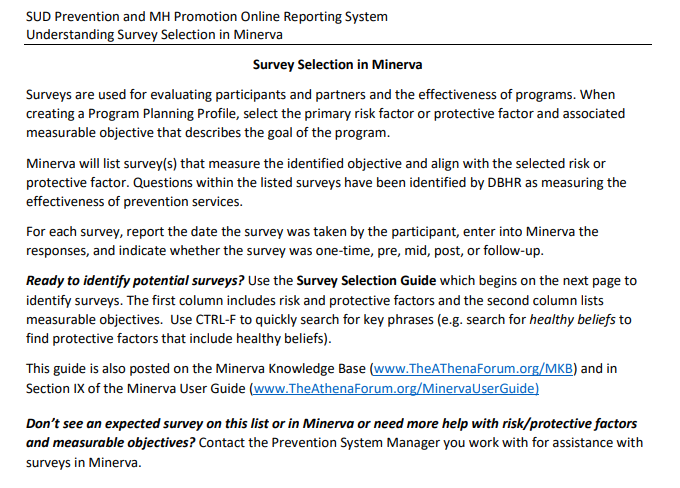 SUD Prevention and MH Promotion Online Reporting System
Understanding Survey Selection in Minerva
Survey Selection in Minerva
Surveys are used for evaluating participants and partners and the effectiveness of programs. When
creating a Program Planning Profile, select the primary risk factor or protective factor and associated
measurable objective that describes the goal of the program.
Minerva will list survey(s) that measure the identified objective and align with the selected risk or
protective factor. Questions within the listed surveys have been identified by DBHR as measuring the
effectiveness of prevention services.
For each survey, report the date the survey was taken by the participant, enter into Minerva the
responses, and indicate whether the survey was one-time, pre, mid, post, or follow-up.
Ready to identify potential surveys? Use the Survey Selection Guide which begins on the next page to
identify surveys. The first column includes risk and protective factors and the second column lists
measurable objectives. Use CTRL-F to quickly search for key phrases (e.g. search for healthy beliefs to
find protective factors that include healthy beliefs).
This guide is also posted on the Minerva Knowledge Base (www.TheAThenaForum.org/MKB) and in
Section IX of the Minerva User Guide (www.TheAthenaForum.org/MinervaUserGuide)
Don't see an expected survey on this list or in Minerva or need more help with risk/protective factors
and measurable objectives? Contact the Prevention System Manager you work with for assistance with
surveys in Minerva.